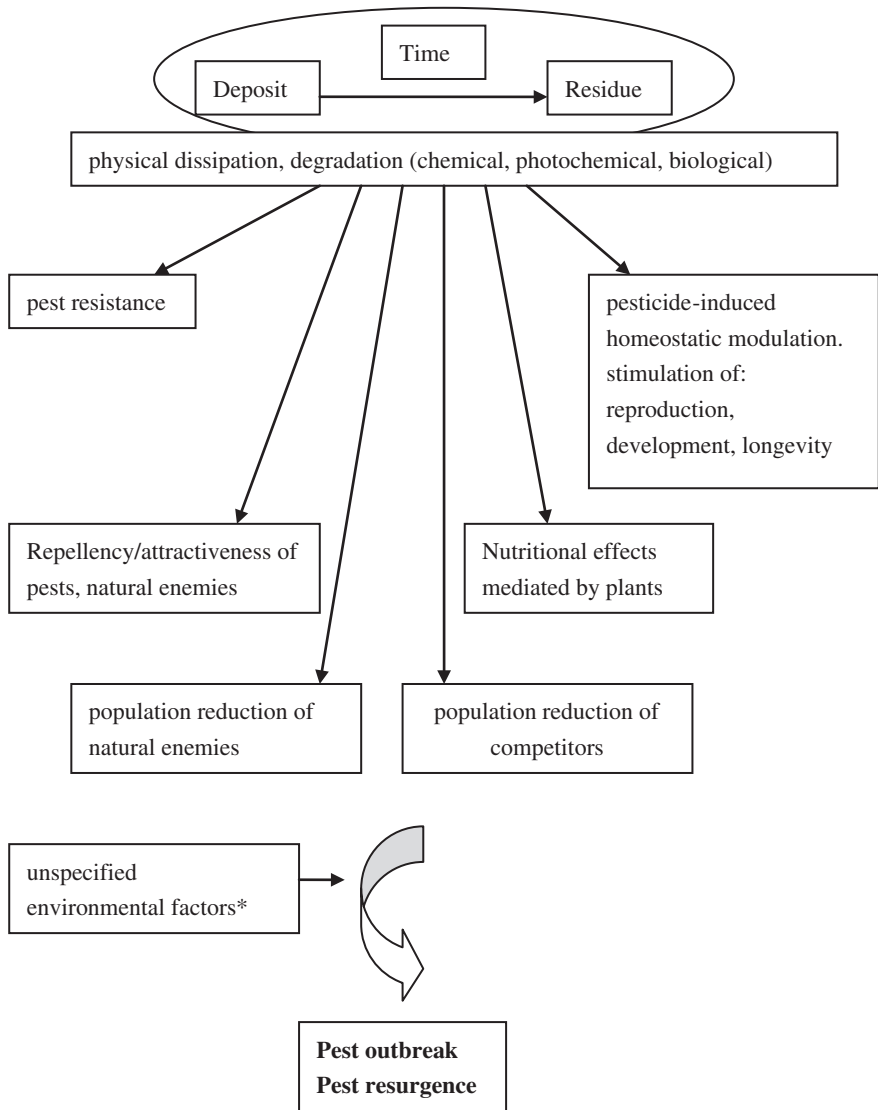 Time
Deposit
Residue
physical dissipation, degradation (chemical, photochemical, biological)
pest resistance
pesticide-induced
homeostatic modulation.
stimulation of:
reproduction,
development, longevity
Repellency/attractiveness of
pests, natural enemies
Nutritional effects
mediated by plants
population reduction of
natural enemies
population reduction of
competitors
unspecified
environmental factors*
Pest outbreak
Pest resurgence